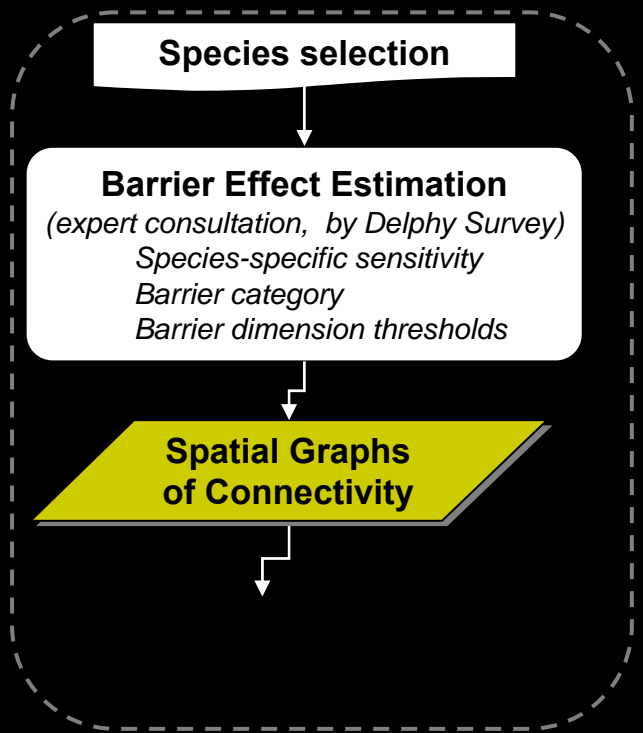 Species selection
Barrier Effect Estimation
(expert consultation, by Delphy Survey)
Species-specific sensitivity
Barrier category
Barrier dimension thresholds
Spatial Graphs
of Connectivity